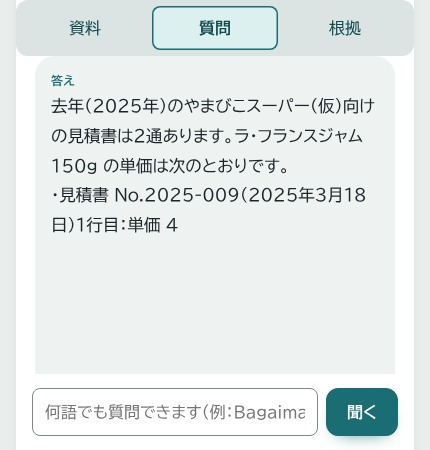 資料
質問
根拠
答え
去年(2025年)のやまびこスーパー(仮)向け
の見積書は2通あります。ラ・フランスジャム
150g の単価は次のとおりです。
・見積書 No.2025-009(2025年3月18
日)1行目:単価 4
何語でも質問できます(例:Bagaima
聞く